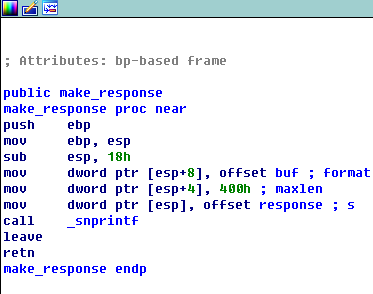 ; Attributes: bp-based frame
public make_response
make_response proc near
push    ebp
mov     ebp, esp
sub     esp, 18h
mov     dword ptr [esp+8], offset buf ; format
mov     dword ptr [esp+4], 400h ; maxlen
mov     dword ptr [esp], offset response ; s
call    _snprintf
leave
retn
make_response endp